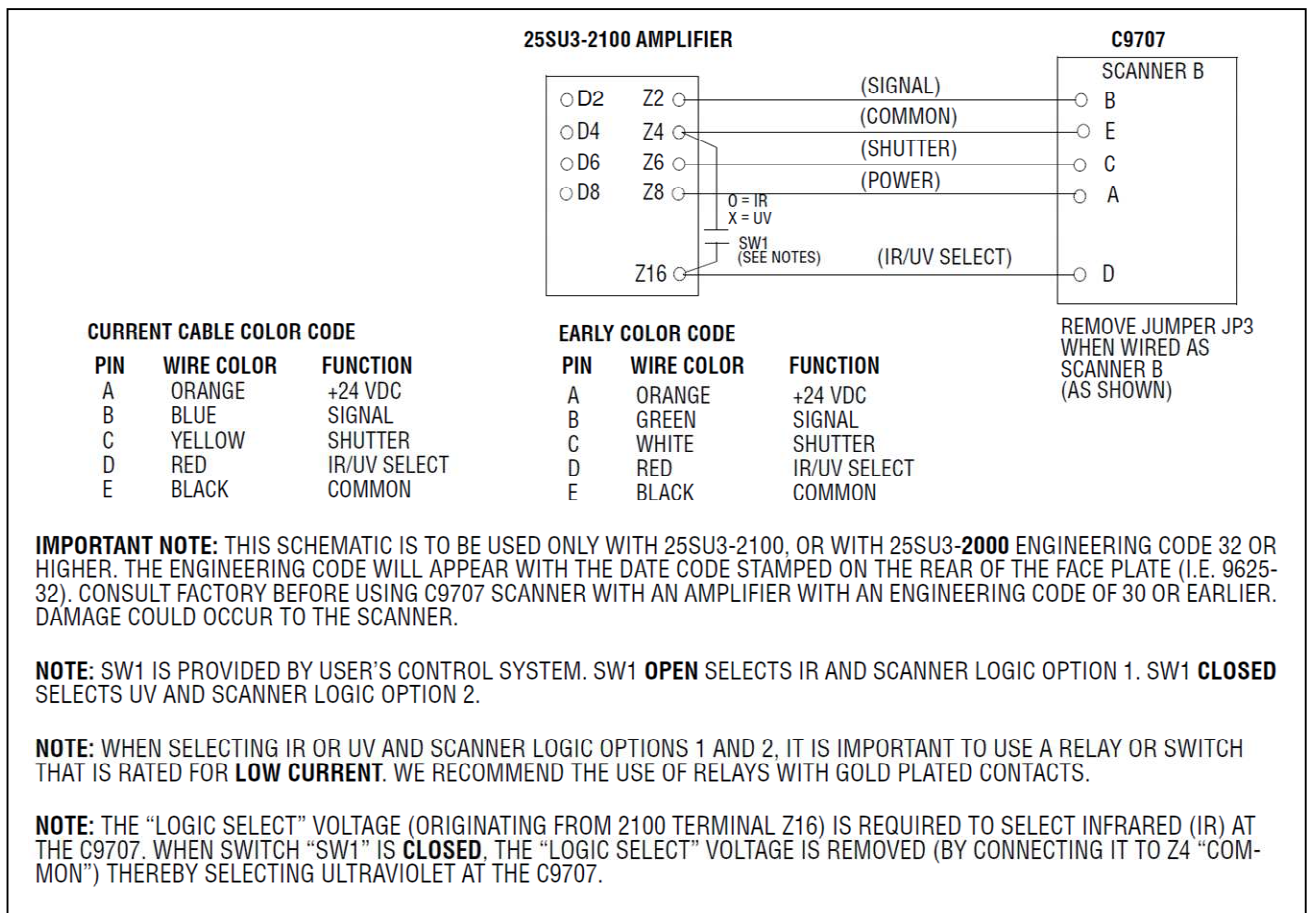 25SU3-2100 AMPLIFIER
C9707
SCANNER B
D2 Z2 (SIGNAL) B
D4 Z4 (COMMON) E
D6 Z6 (SHUTTER) C
D8 Z8 (POWER) A
O = IR
X = UV
SW1
(SEE NOTES)
Z16 (IR/UV SELECT) D
REMOVE JUMPER JP3
WHEN WIRED AS
SCANNER B
(AS SHOWN)
CURRENT CABLE COLOR CODE
PIN WIRE COLOR FUNCTION
A ORANGE +24 VDC
B BLUE SIGNAL
C YELLOW SHUTTER
D RED IR/UV SELECT
E BLACK COMMON
EARLY COLOR CODE
PIN WIRE COLOR FUNCTION
A ORANGE +24 VDC
B GREEN SIGNAL
C WHITE SHUTTER
D RED IR/UV SELECT
E BLACK COMMON
IMPORTANT NOTE: THIS SCHEMATIC IS TO BE USED ONLY WITH 25SU3-2100, OR WITH 25SU3-2000 ENGINEERING CODE 32 OR
HIGHER. THE ENGINEERING CODE WILL APPEAR WITH THE DATE CODE STAMPED ON THE REAR OF THE FACE PLATE (I.E. 9625-
32). CONSULT FACTORY BEFORE USING C9707 SCANNER WITH AN AMPLIFIER WITH AN ENGINEERING CODE OF 30 OR EARLIER.
DAMAGE COULD OCCUR TO THE SCANNER.
NOTE: SW1 IS PROVIDED BY USER'S CONTROL SYSTEM. SW1 OPEN SELECTS IR AND SCANNER LOGIC OPTION 1. SW1 CLOSED
SELECTS UV AND SCANNER LOGIC OPTION 2.
NOTE: WHEN SELECTING IR OR UV AND SCANNER LOGIC OPTIONS 1 AND 2, IT IS IMPORTANT TO USE A RELAY OR SWITCH
THAT IS RATED FOR LOW CURRENT. WE RECOMMEND THE USE OF RELAYS WITH GOLD PLATED CONTACTS.
NOTE: THE “LOGIC SELECT” VOLTAGE (ORIGINATING FROM 2100 TERMINAL Z16) IS REQUIRED TO SELECT INFRARED (IR) AT
THE C9707. WHEN SWITCH “SW1” IS CLOSED, THE “LOGIC SELECT” VOLTAGE IS REMOVED (BY CONNECTING IT TO Z4 “COM-
MON”) THEREBY SELECTING ULTRAVIOLET AT THE C9707.